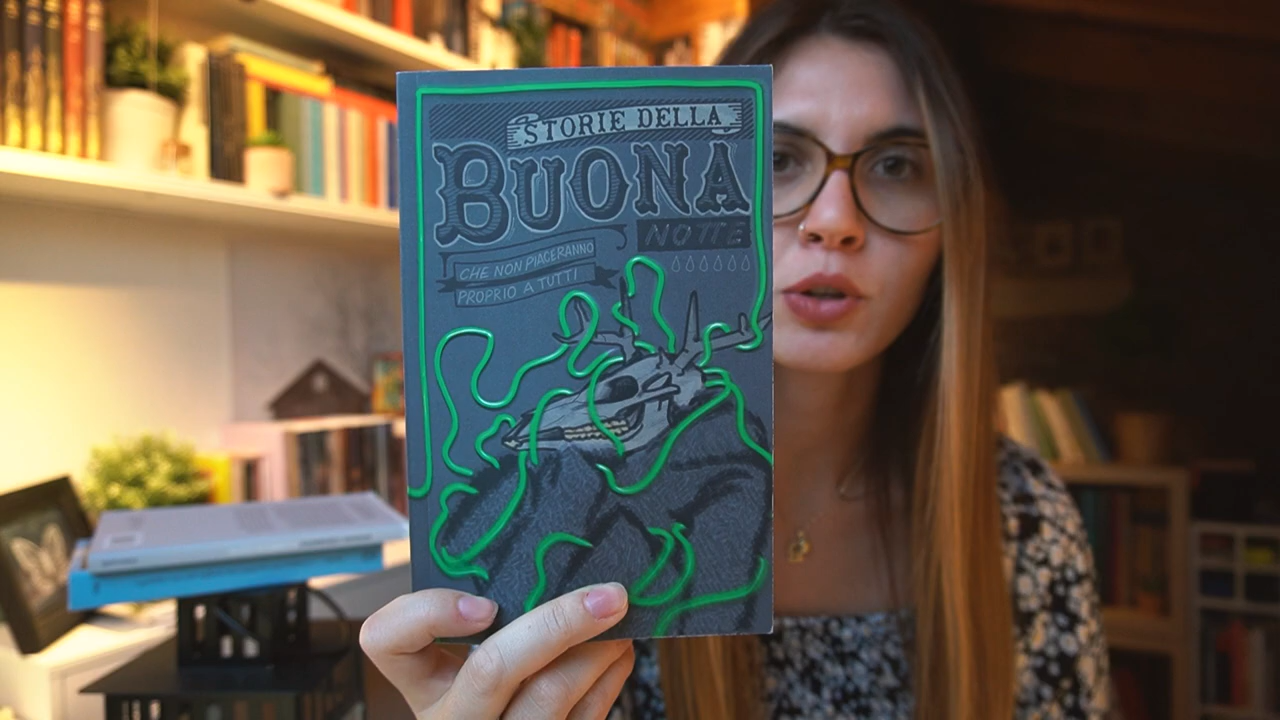 STORIE DELLA
BUONA
NOTTE
CHE NON PIACERANNO
PROPRIO A TUTTI